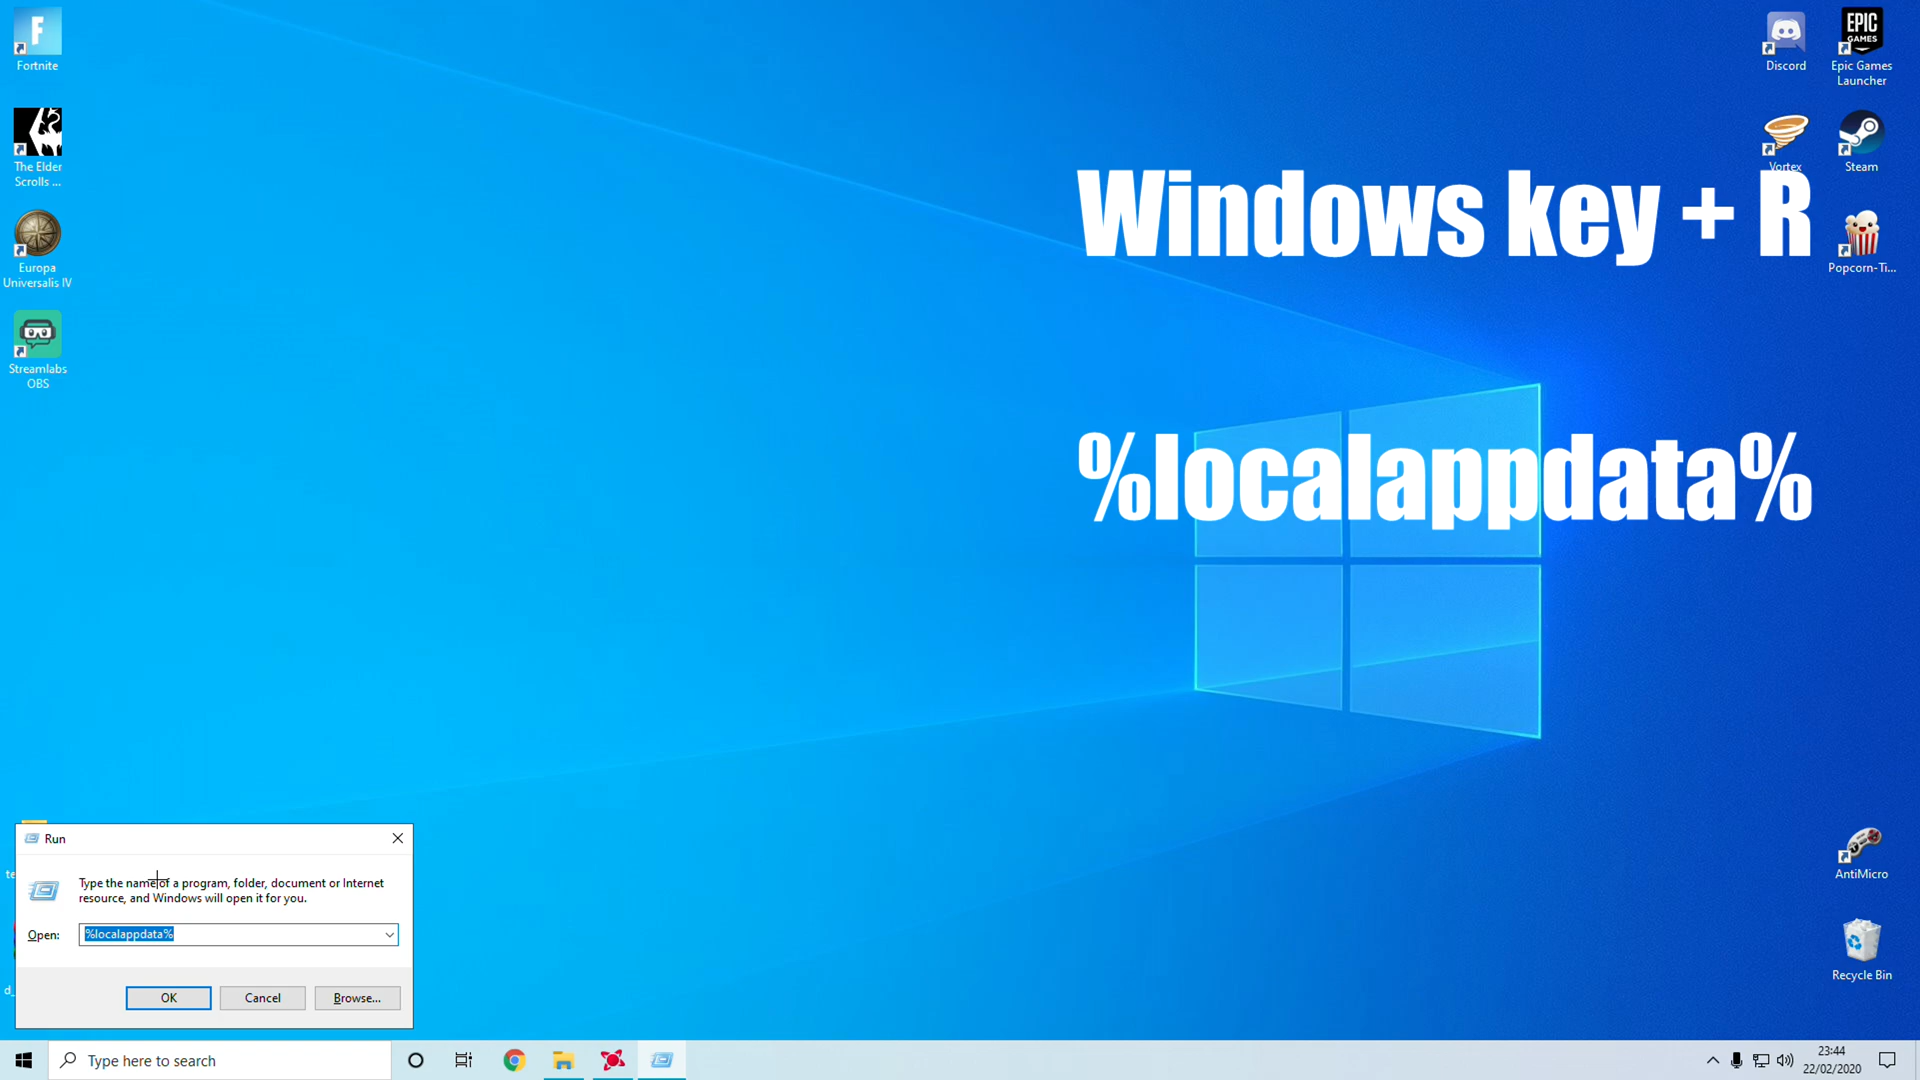 Fortnite
The Elder
Scrolls ...
Europa
Universalis IV
Streamlabs
OBS
Discord
EPIC
GAMES
Epic Games
Launcher
Vortex
Steam
Popcorn-Ti...
Windows key + R
%localappdata%
AntiMicro
Recycle Bin
te
d_
Run
Type the name of a program, folder, document or Internet
resource, and Windows will open it for you.
Open:
%localappdata%
OK
Cancel
Browse...
Type here to search
23:44
22/02/2020